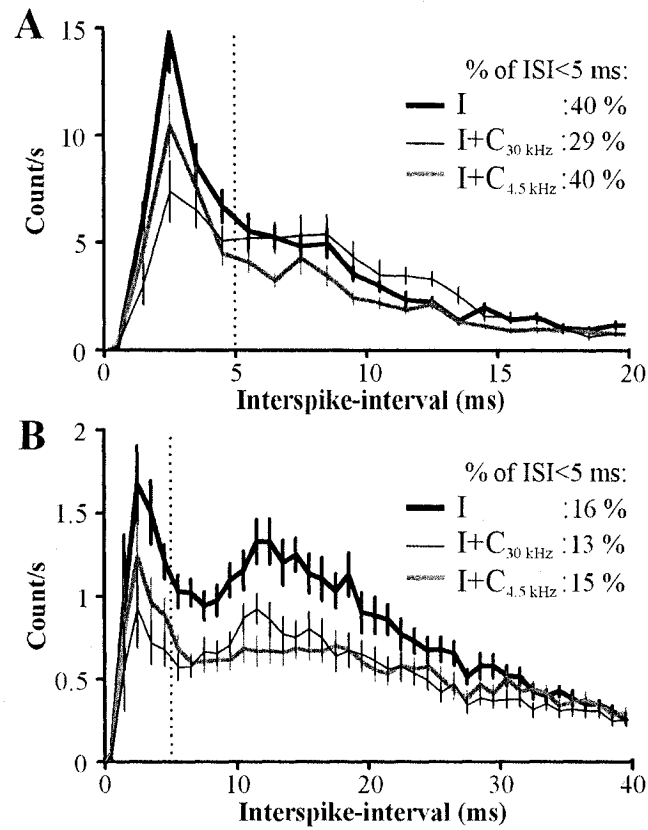 A
15
10
5
0
Count/s
% of ISI<5 ms:
I :40 %
I+C30 kHz :29 %
I+C4.5 kHz :40 %
0 5 10 15 20
Interspike-interval (ms)
B
2
1.5
1
0.5
0
Count/s
% of ISI<5 ms:
I :16 %
I+C30 kHz :13 %
I+C4.5 kHz :15 %
0 10 20 30 40
Interspike-interval (ms)